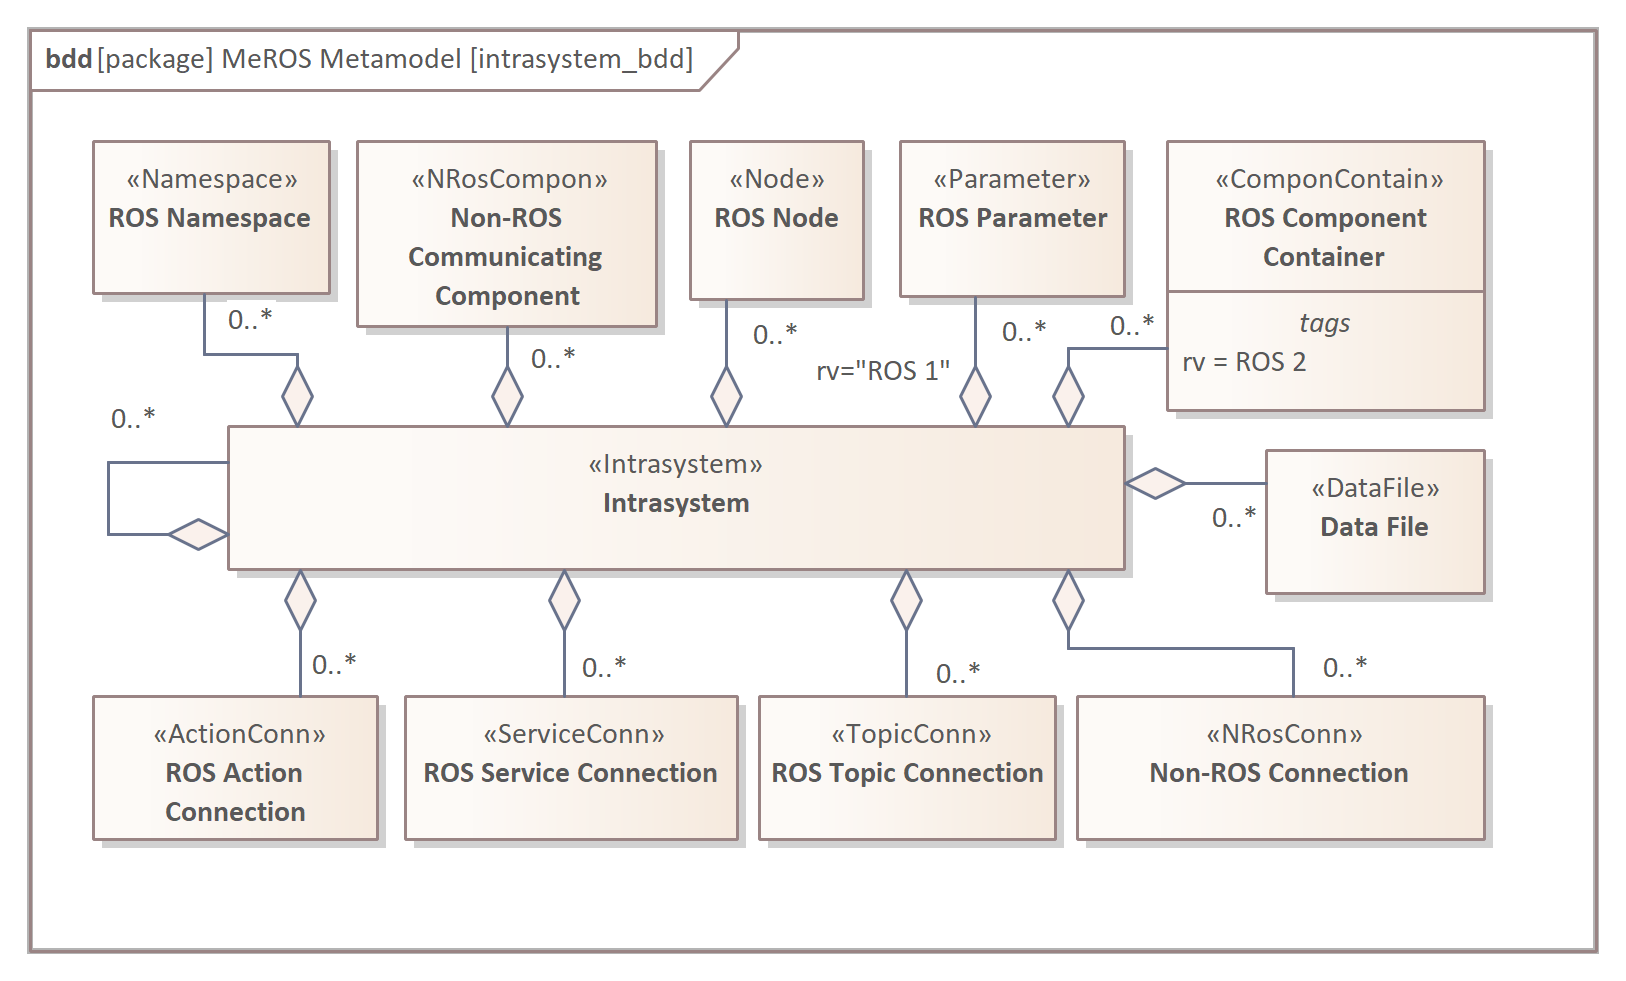 bdd [package] MeROS Metamodel [intrasystem_bdd]
«Namespace»
ROS Namespace
«NRosCompon»
Non-ROS
Communicating
Component
«Node»
ROS Node
«Parameter»
ROS Parameter
«ComponContain»
ROS Component
Container
tags
rv = ROS 2
0..*
0..*
0..*
0..*
0..*
rv="ROS 1"
0..*
«Intrasystem»
Intrasystem
0..*
«DataFile»
Data File
0..*
0..*
0..*
0..*
«ActionConn»
ROS Action
Connection
«ServiceConn»
ROS Service Connection
«TopicConn»
ROS Topic Connection
«NRosConn»
Non-ROS Connection